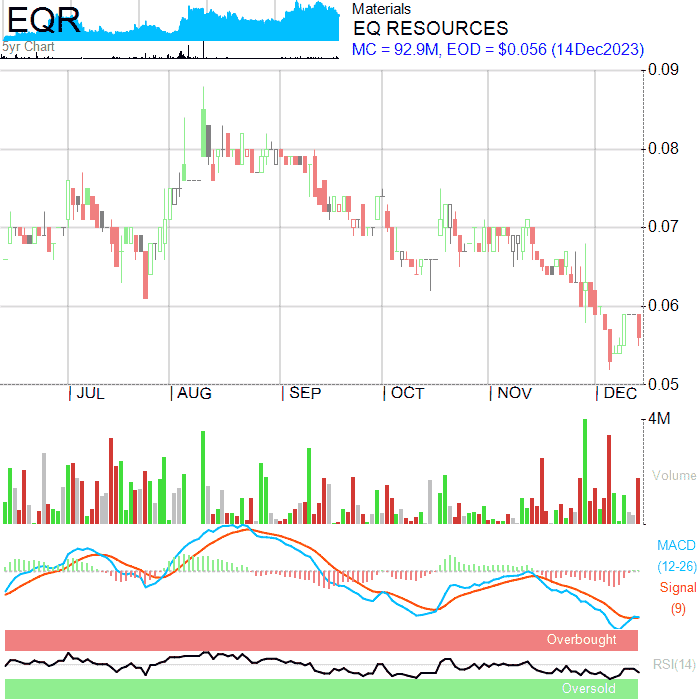 EQR
5yr Chart
Materials
EQ RESOURCES
MC = 92.9M, EOD = $0.056 (14Dec2023)
0.09
0.08
0.07
0.06
0.05
JUL AUG SEP OCT NOV DEC
4M
Volume
MACD
(12-26)
Signal
(9)
Overbought
RSI(14)
Oversold